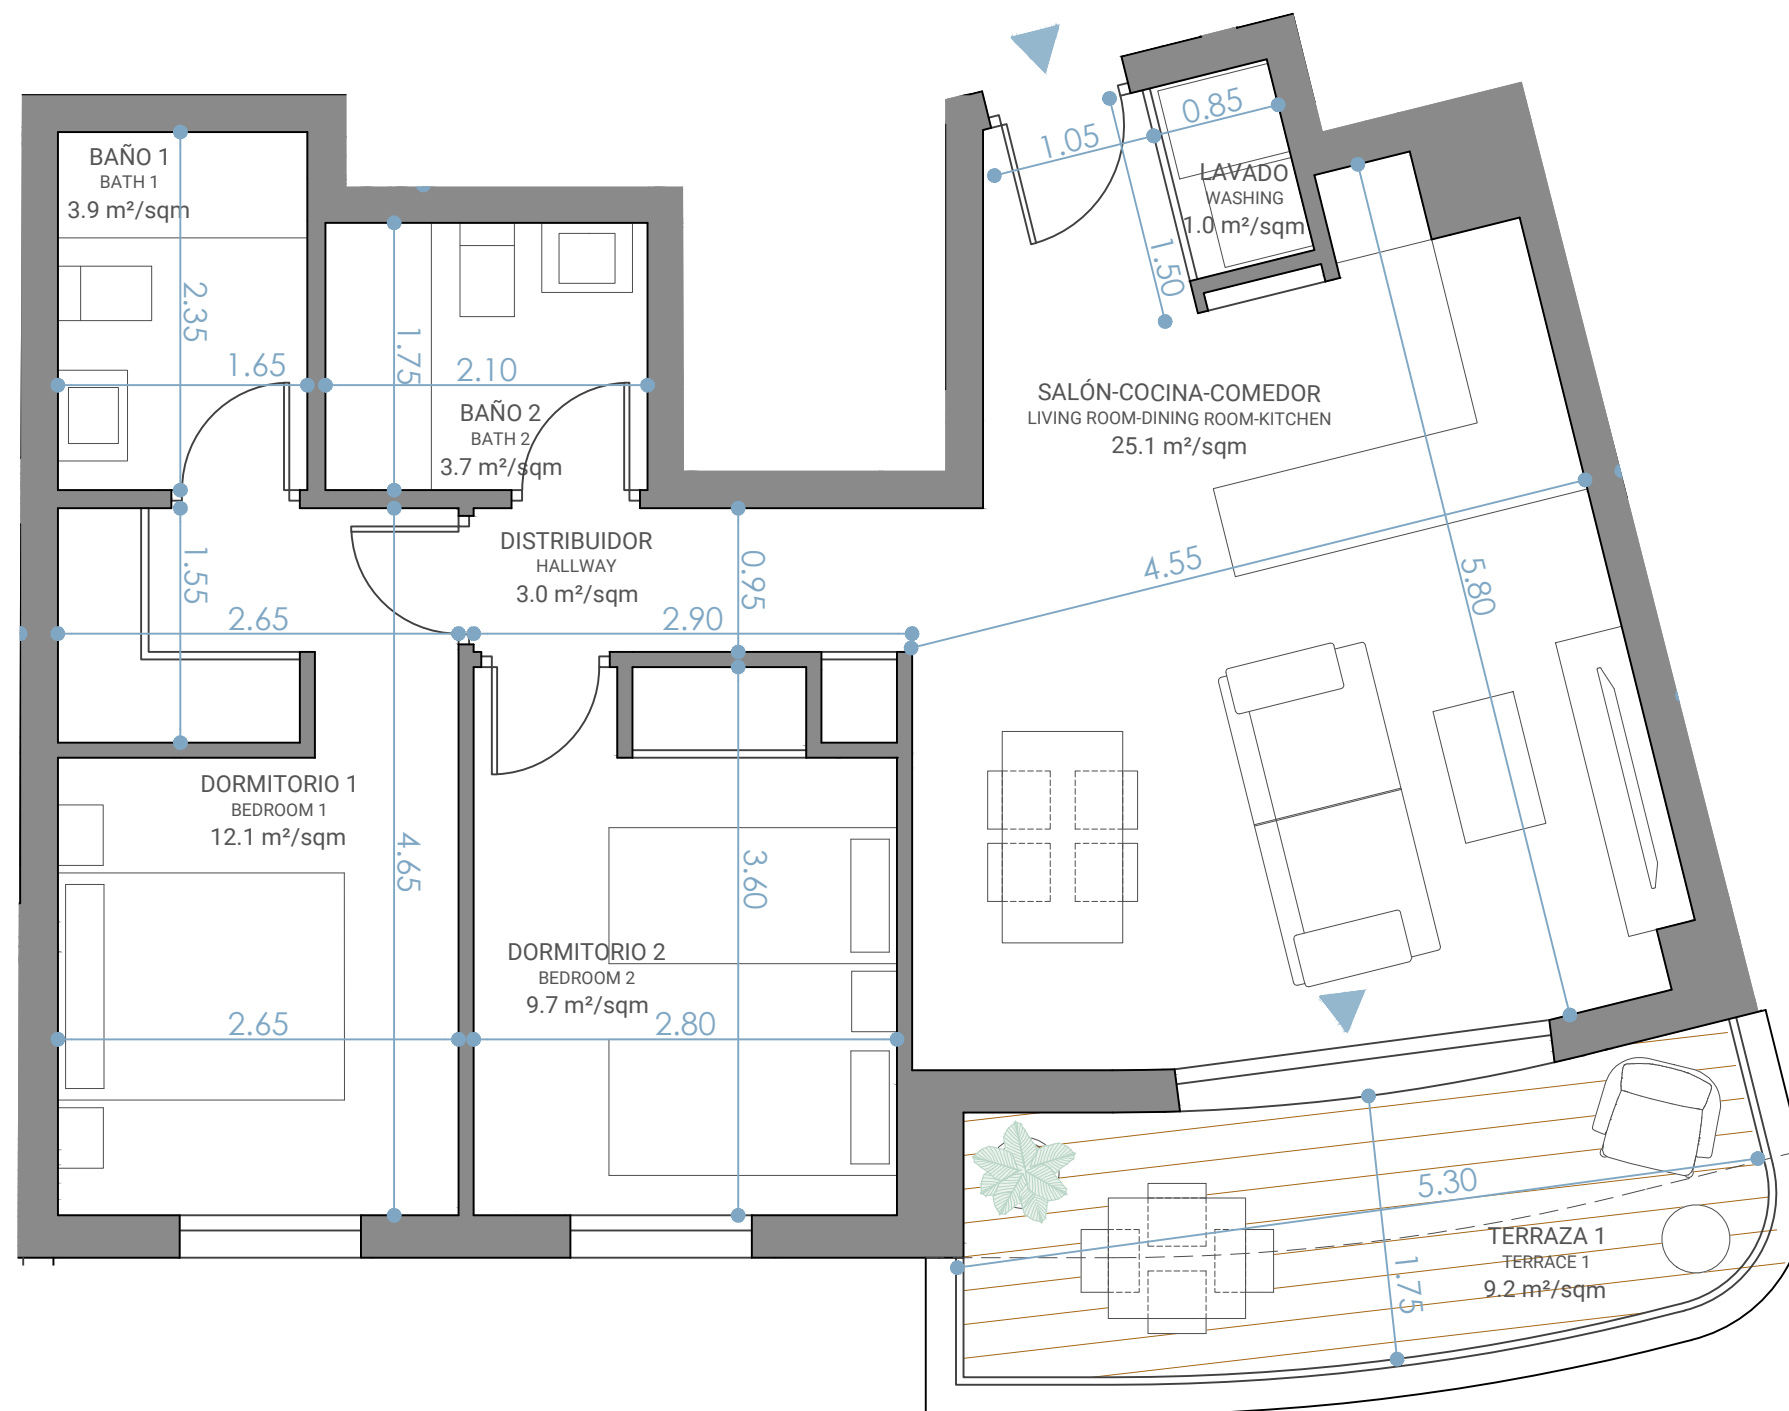 BAÑO 1
BATH 1
3.9 m²/sqm
2.35
1.65
1.75
2.10
BAÑO 2
BATH 2
3.7 m²/sqm
1.05
0.85
LAVADO
WASHING
1.0 m²/sqm
1.50
SALÓN-COCINA-COMEDOR
LIVING ROOM-DINING ROOM-KITCHEN
25.1 m²/sqm
DISTRIBUIDOR
HALLWAY
3.0 m²/sqm
1.55
2.65
0.95
2.90
4.55
5.80
DORMITORIO 1
BEDROOM 1
12.1 m²/sqm
4.65
3.60
DORMITORIO 2
BEDROOM 2
9.7 m²/sqm
2.65
2.80
5.30
TERRAZA 1
TERRACE 1
9.2 m²/sqm
1.75